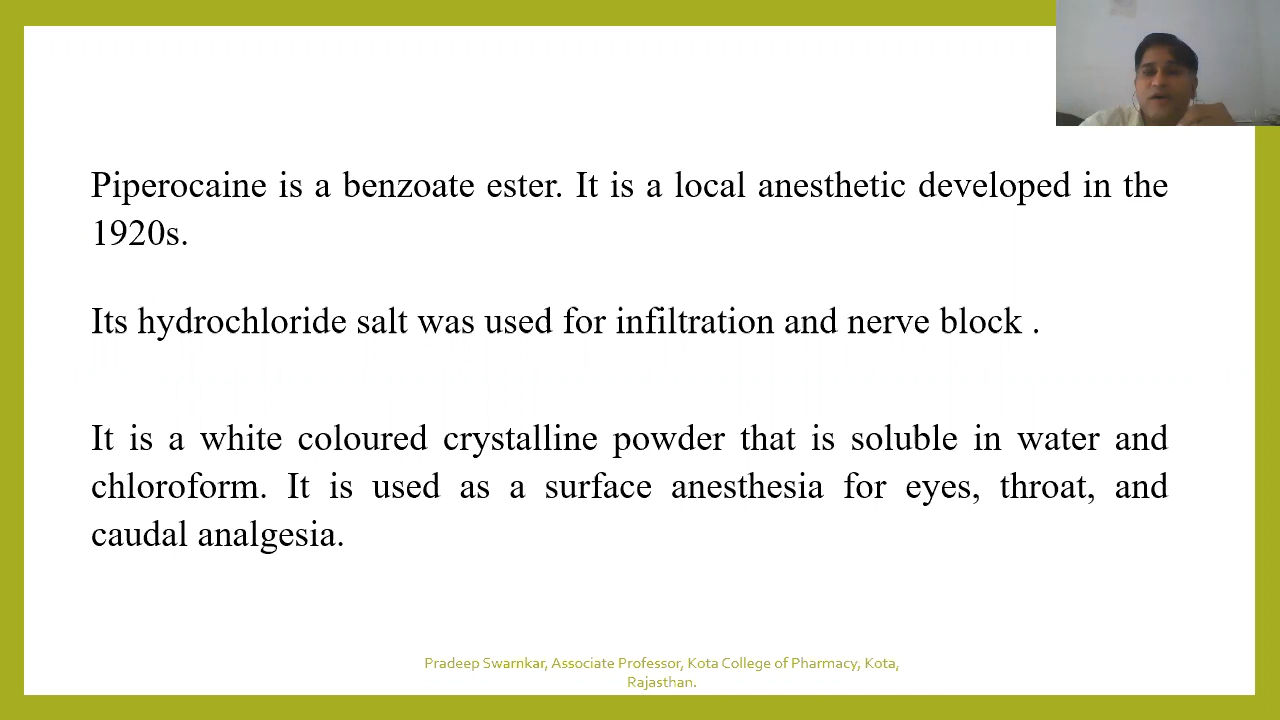 Piperocaine is a benzoate ester. It is a local anesthetic developed in the
1920s.
Its hydrochloride salt was used for infiltration and nerve block .
It is a white coloured crystalline powder that is soluble in water and
chloroform. It is used as a surface anesthesia for eyes, throat, and
caudal analgesia.
Pradeep Swarnkar, Associate Professor, Kota College of Pharmacy, Kota,
Rajasthan.